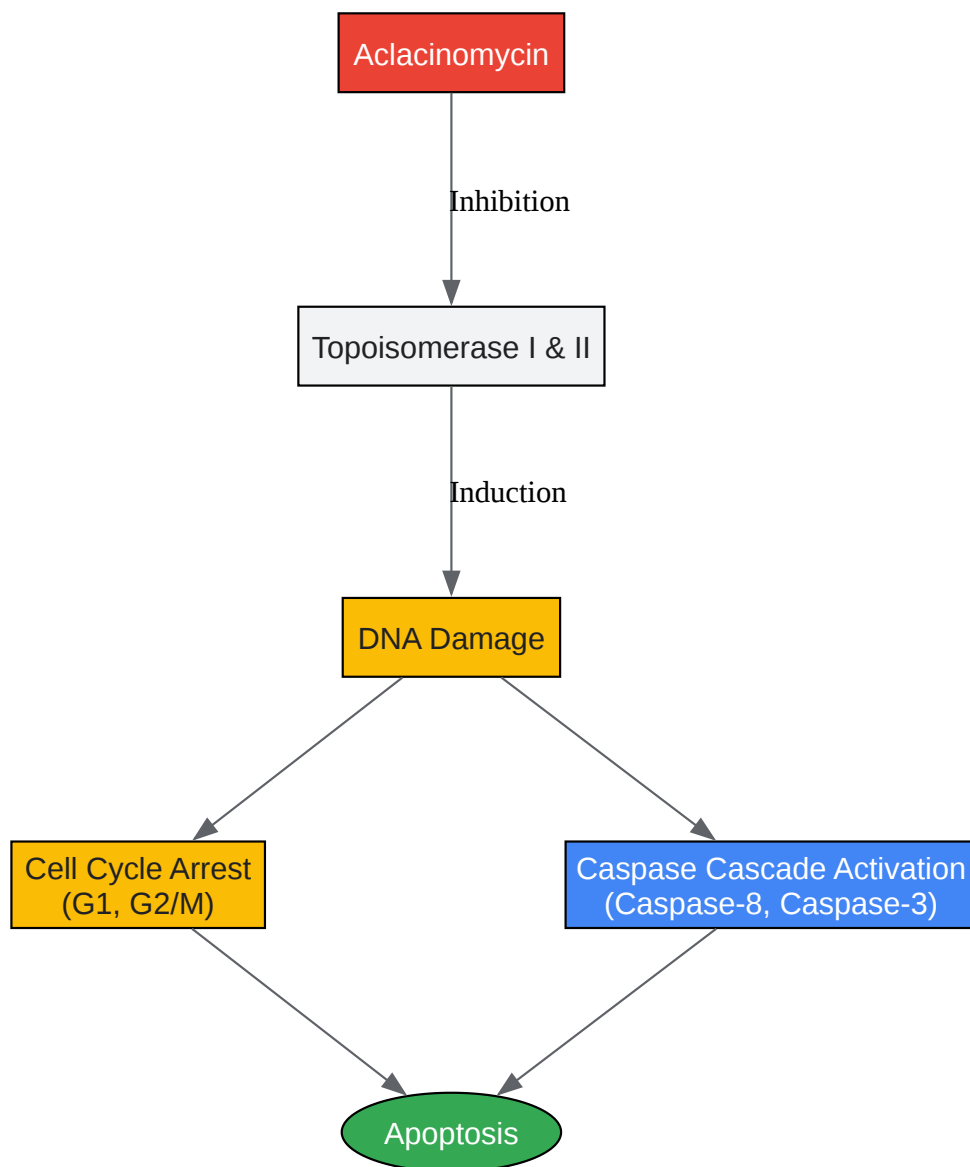 Aclacinomycin
Inhibition
Topoisomerase I & II
Induction
DNA Damage
Cell Cycle Arrest
(G1, G2/M)
Caspase Cascade Activation
(Caspase-8, Caspase-3)
Apoptosis